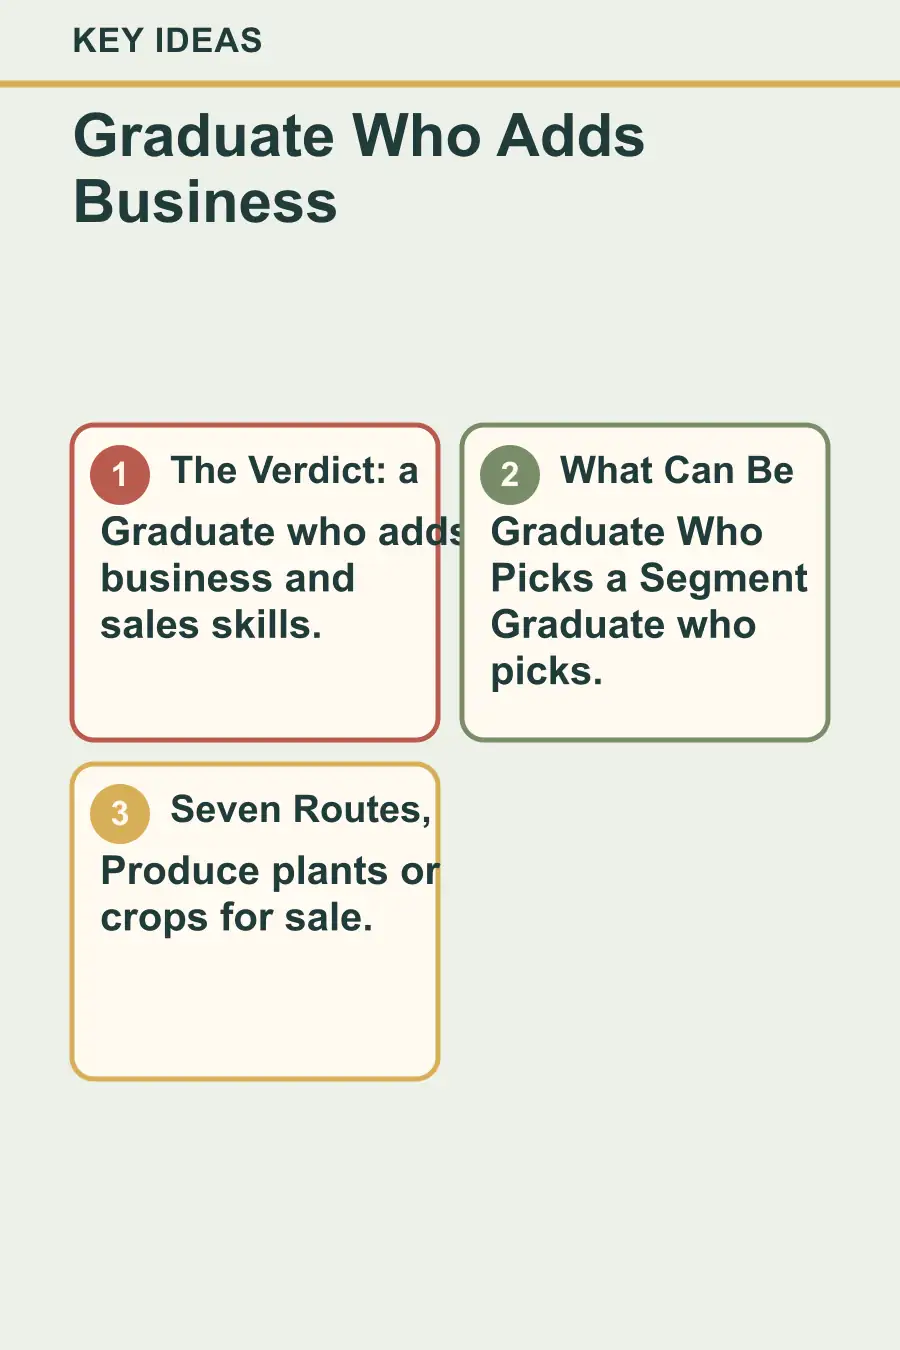 KEY IDEAS
Graduate Who Adds
Business
1 The Verdict: a
Graduate who adds
business and
sales skills.
2 What Can Be
Graduate Who
Picks a Segment
Graduate who
picks.
3 Seven Routes,
Produce plants or
crops for sale.